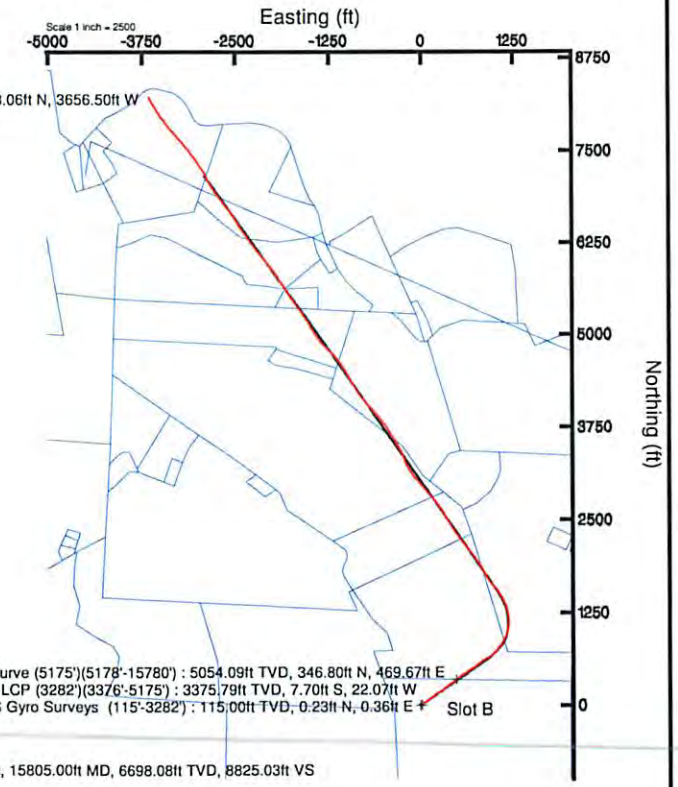 Easting (ft)
Scale 1 inch = 2500
-5000 -3750 -2500 -1250 0 1250
8750
.06ft N, 3656.50ft W
7500
6250
5000
Northing (ft)
3750
2500
1250
urve (5175')(5178'-15780') : 5054.09ft TVD, 346.80ft N, 469.67ft E
LCP (3282')(3376'-5175') : 3375.79ft TVD, 7.70ft S, 22.07ft W
Gyro Surveys (115'-3282') : 115.00ft TVD, 0.23ft N, 0.36ft E
Slot B
0
, 15805.00ft MD, 6698.08ft TVD, 8825.03ft VS